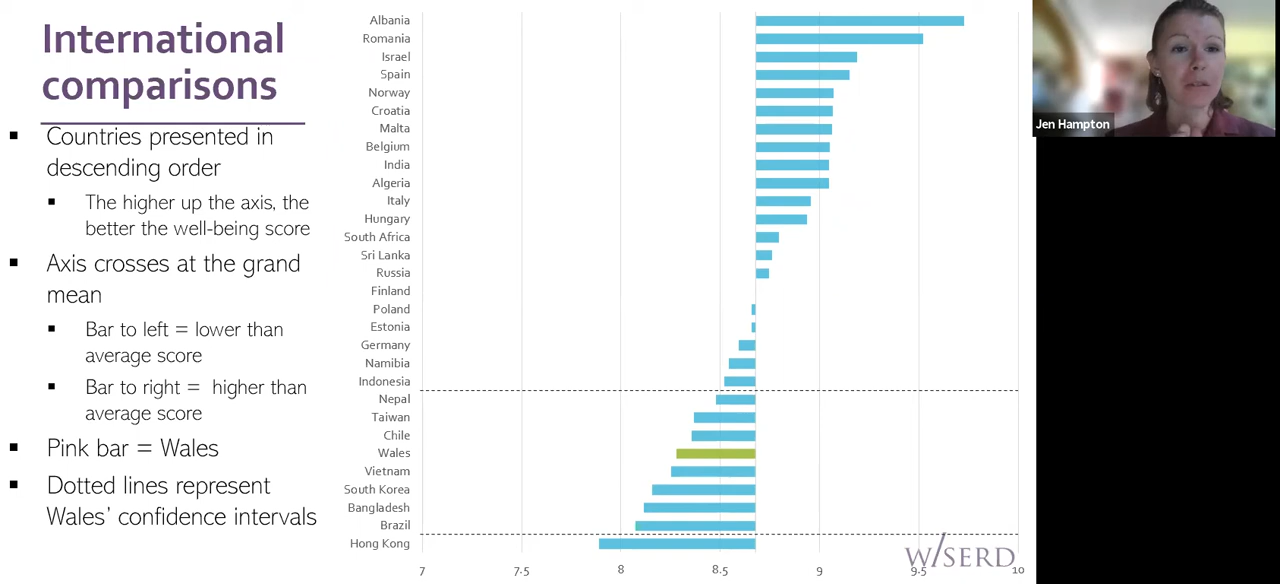 International
comparisons
▪ Countries presented in
descending order
▪ The higher up the axis, the
better the well-being score
▪ Axis crosses at the grand
mean
▪ Bar to left = lower than
average score
▪ Bar to right = higher than
average score
▪ Pink bar = Wales
▪ Dotted lines represent
Wales' confidence intervals
Albania
Romania
Israel
Spain
Norway
Croatia
Malta
Belgium
India
Algeria
Italy
Hungary
South Africa
Sri Lanka
Russia
Finland
Poland
Estonia
Germany
Namibia
Indonesia
Nepal
Taiwan
Chile
Wales
Vietnam
South Korea
Bangladesh
Brazil
Hong Kong
7 7.5 8 8.5 9 9.5 10
W/SERD
Jen Hampton